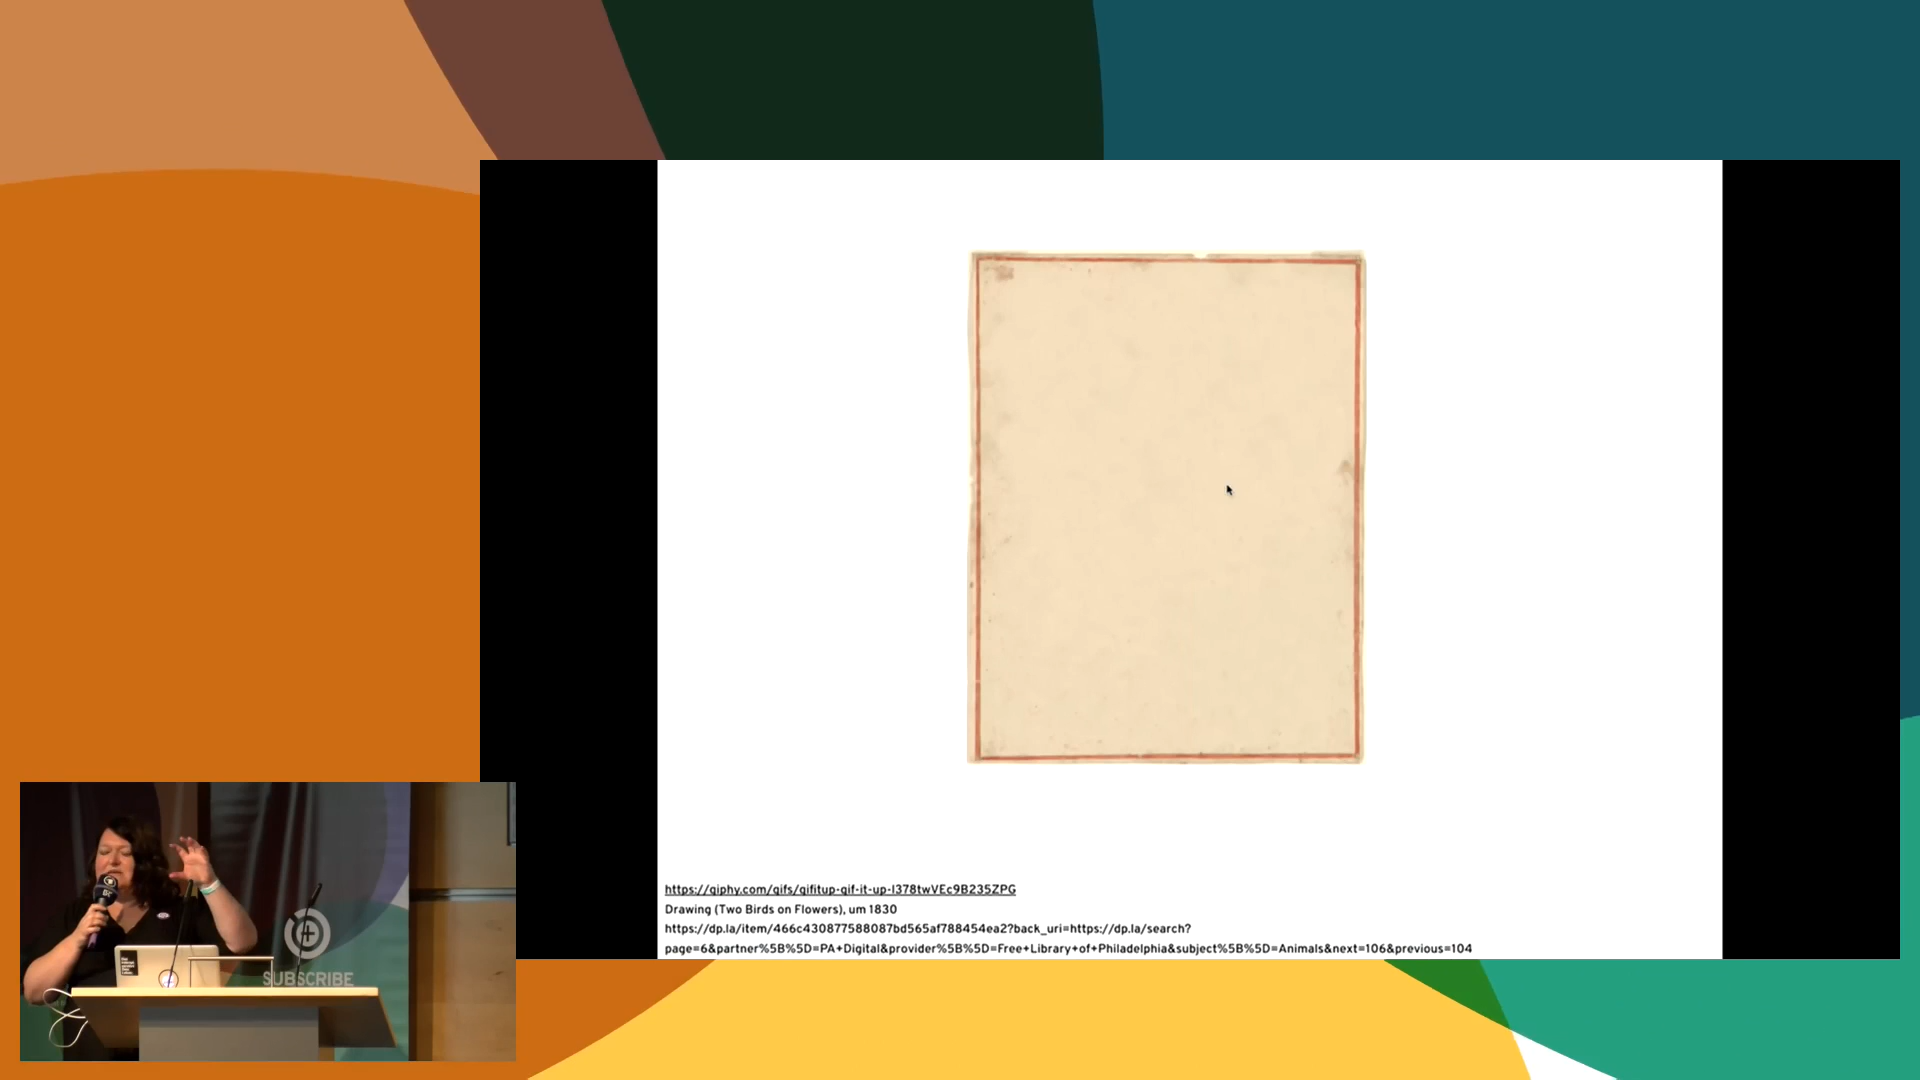 https://giphy.com/gifs/gifitup-gif-it-up-l378twVEc9B235ZPG
Drawing (Two Birds on Flowers), um 1830
https://dp.la/item/466c430877588087bd565af788454ea2?back_uri=https://dp.la/search?
page=6&partner%5B%5D=PA+Digital&provider%5B%5D=Free+Library+of+Philadelphia&subject%5B%5D=Animals&next=106&previous=104
SUBSCRIBE